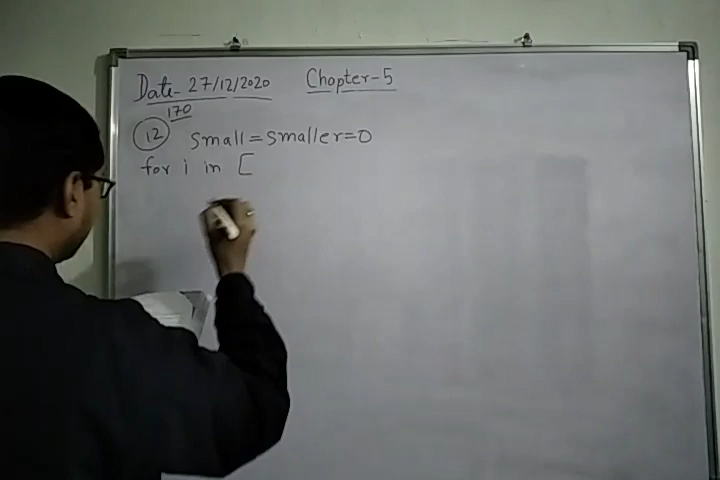 Date- 27/12/2020 Chapter-5
170
12 small=smaller=0
for i in [